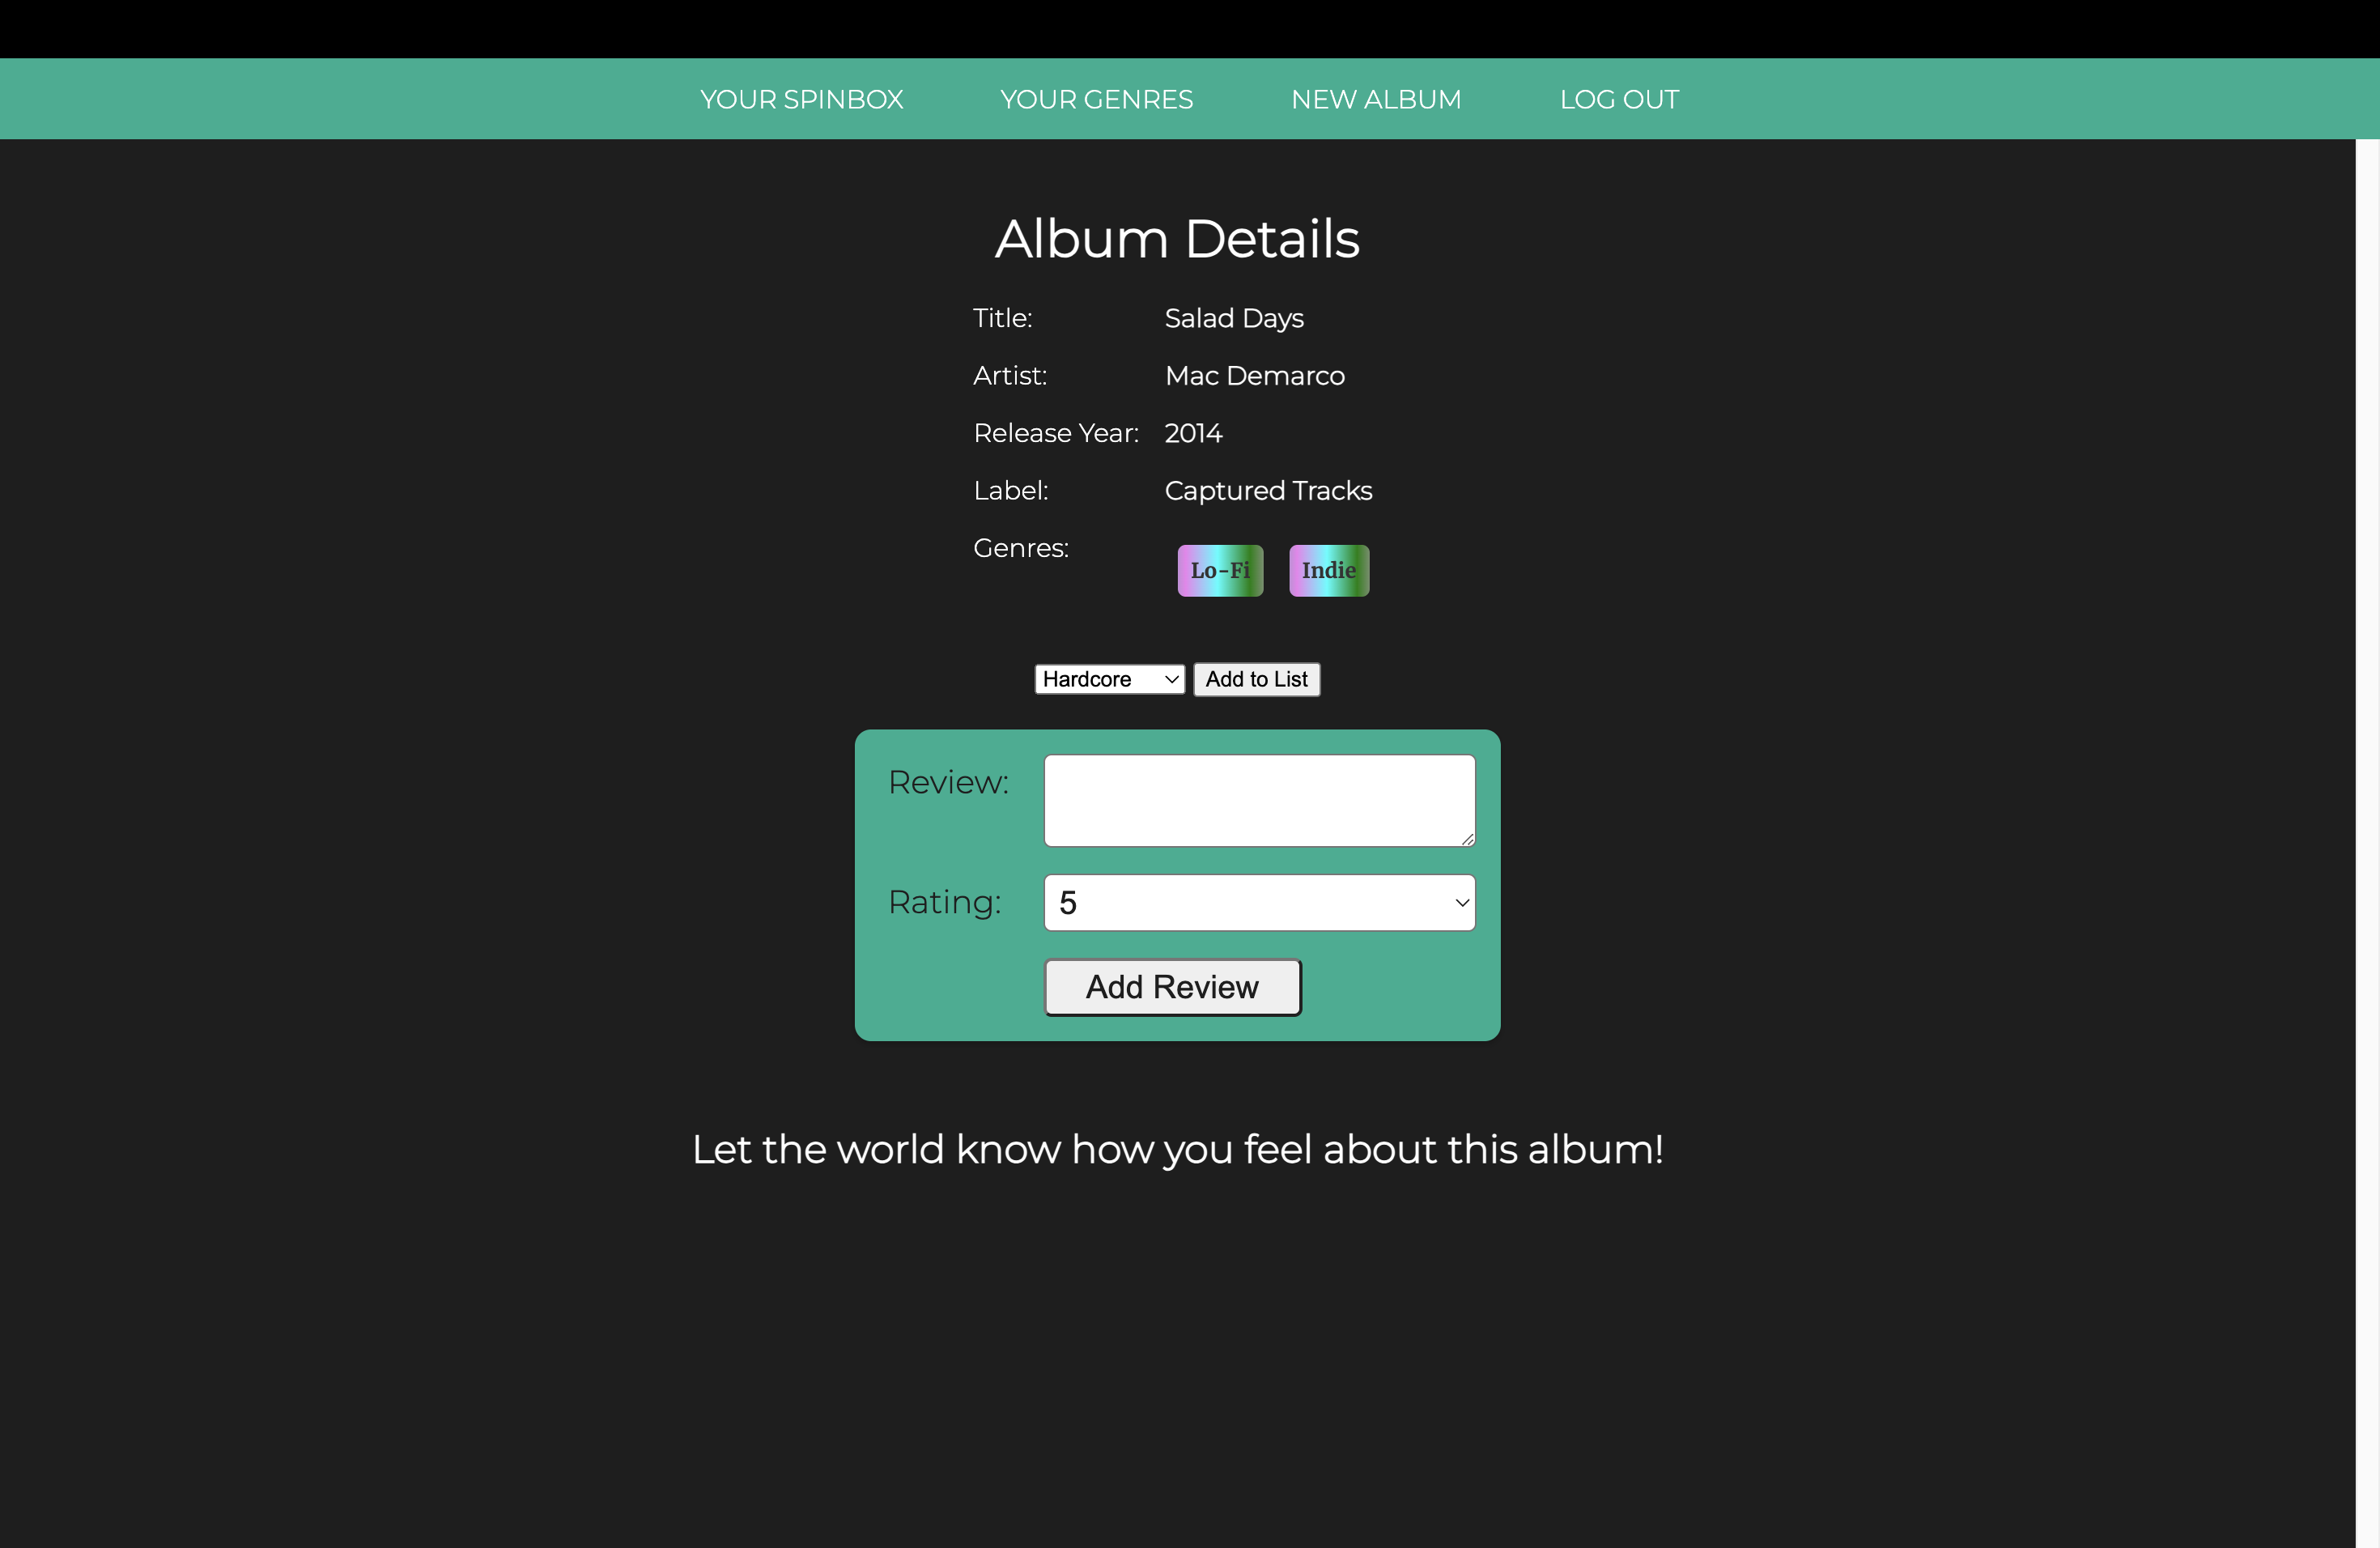 YOUR SPINBOX YOUR GENRES NEW ALBUM LOG OUT
Album Details
Title: Salad Days
Artist: Mac Demarco
Release Year: 2014
Label: Captured Tracks
Genres: Lo-Fi Indie
Hardcore Add to List
Review:
Rating: 5
Add Review
Let the world know how you feel about this album!